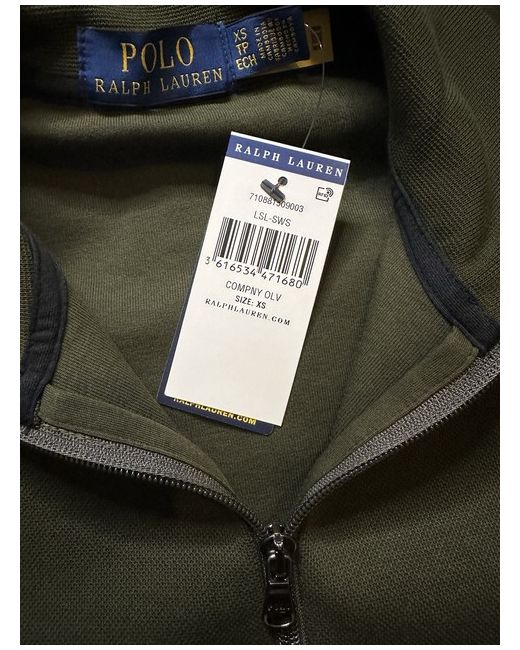 POLO
RALPH LAUREN
XS
TP
ECH
RALPH LAUREN
LSL-SWS
3 616534 471680
COMPNY OLV
SIZE: XS
RALPHLAUREN.COM
RALPHLAUREN.COM